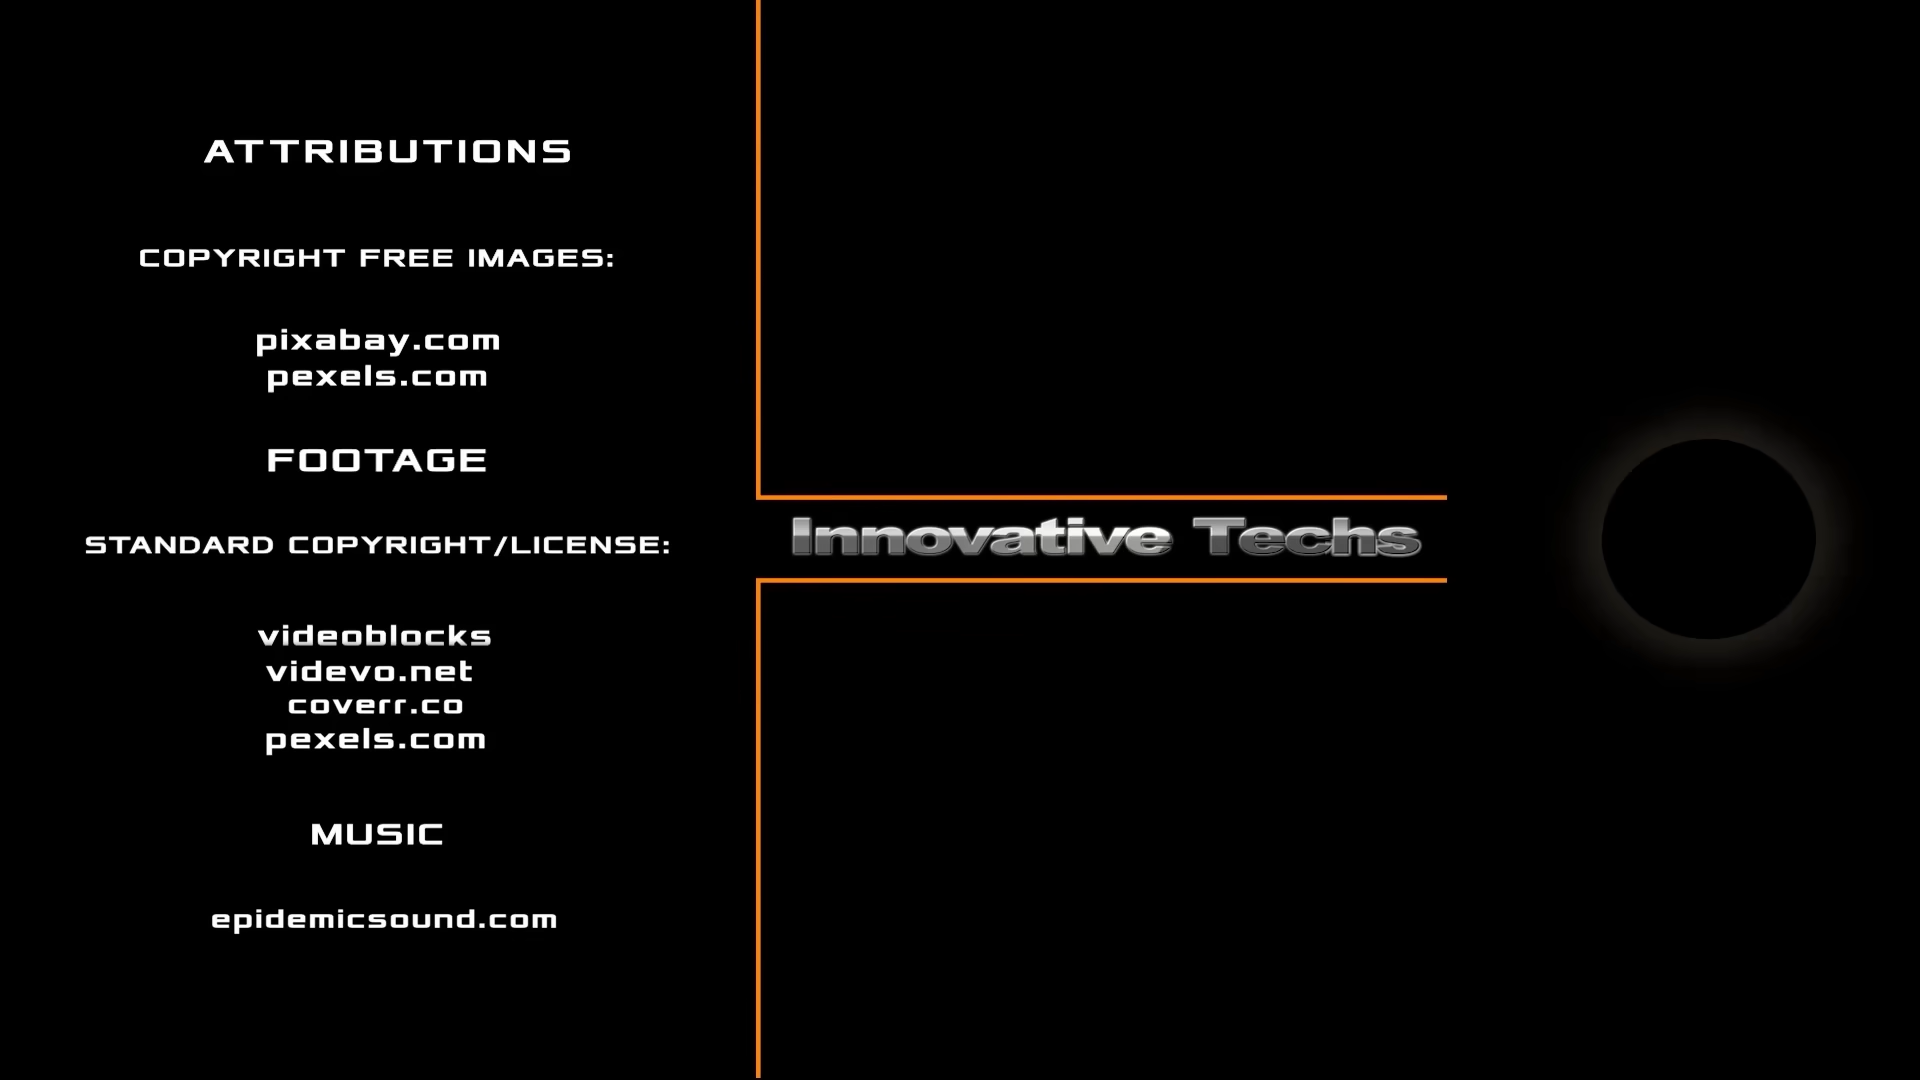 ATTRIBUTIONS
COPYRIGHT FREE IMAGES:
pixabay.com
pexels.com
FOOTAGE
STANDARD COPYRIGHT/LICENSE:
videoblocks
videvo.net
coverr.co
pexels.com
MUSIC
epidemicsound.com
Innovative Techs